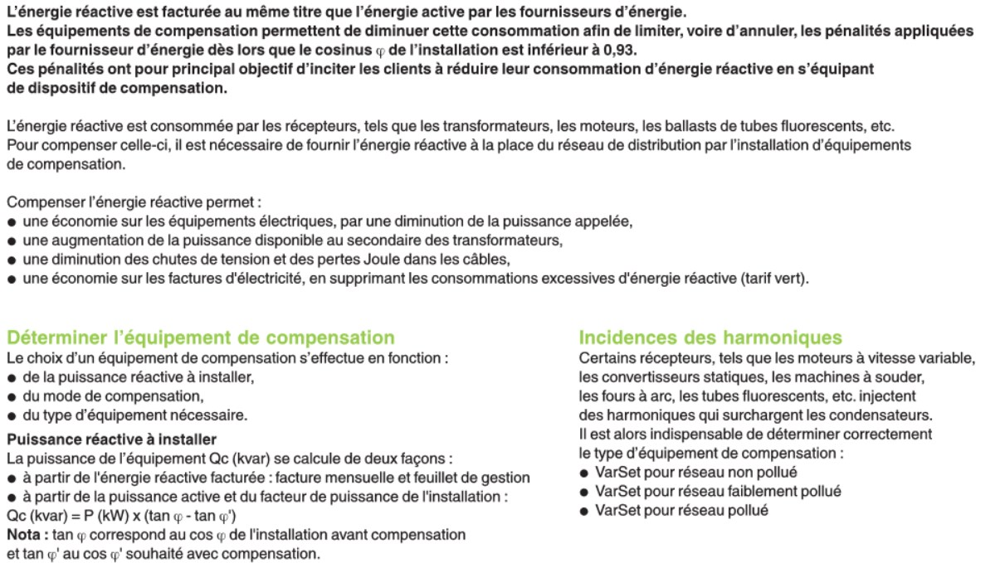 L’énergie réactive est facturée au même titre que l’énergie active par les fournisseurs d’énergie.
Les équipements de compensation permettent de diminuer cette consommation afin de limiter, voire d’annuler, les pénalités appliquées
par le fournisseur d’énergie dès lors que le cosinus φ de l’installation est inférieur à 0,93.
Ces pénalités ont pour principal objectif d’inciter les clients à réduire leur consommation d’énergie réactive en s’équipant
de dispositif de compensation.
L’énergie réactive est consommée par les récepteurs, tels que les transformateurs, les moteurs, les ballasts de tubes fluorescents, etc.
Pour compenser celle-ci, il est nécessaire de fournir l’énergie réactive à la place du réseau de distribution par l’installation d’équipements
de compensation.
Compenser l’énergie réactive permet :
● une économie sur les équipements électriques, par une diminution de la puissance appelée,
● une augmentation de la puissance disponible au secondaire des transformateurs,
● une diminution des chutes de tension et des pertes Joule dans les câbles,
● une économie sur les factures d'électricité, en supprimant les consommations excessives d'énergie réactive (tarif vert).
Déterminer l’équipement de compensation
Le choix d’un équipement de compensation s’effectue en fonction :
● de la puissance réactive à installer,
● du mode de compensation,
● du type d’équipement nécessaire.
Puissance réactive à installer
La puissance de l’équipement Qc (kvar) se calcule de deux façons :
● à partir de l'énergie réactive facturée : facture mensuelle et feuillet de gestion
● à partir de la puissance active et du facteur de puissance de l'installation :
Qc (kvar) = P (kW) x (tan φ - tan φ')
Nota : tan φ correspond au cos φ de l'installation avant compensation
et tan φ' au cos φ' souhaité avec compensation.
Incidences des harmoniques
Certains récepteurs, tels que les moteurs à vitesse variable,
les convertisseurs statiques, les machines à souder,
les fours à arc, les tubes fluorescents, etc. injectent
des harmoniques qui surchargent les condensateurs.
Il est alors indispensable de déterminer correctement
le type d’équipement de compensation :
● VarSet pour réseau non pollué
● VarSet pour réseau faiblement pollué
● VarSet pour réseau pollué